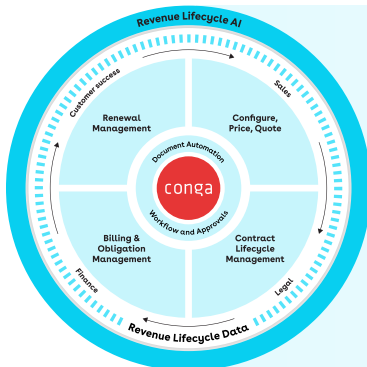 Revenue Lifecycle AI
Customer success
Sales
Renewal
Management
Configure,
Price, Quote
Document Automation
conga
Workflow and Approvals
Billing &
Obligation
Management
Contract
Lifecycle
Management
Finance
Legal
Revenue Lifecycle Data